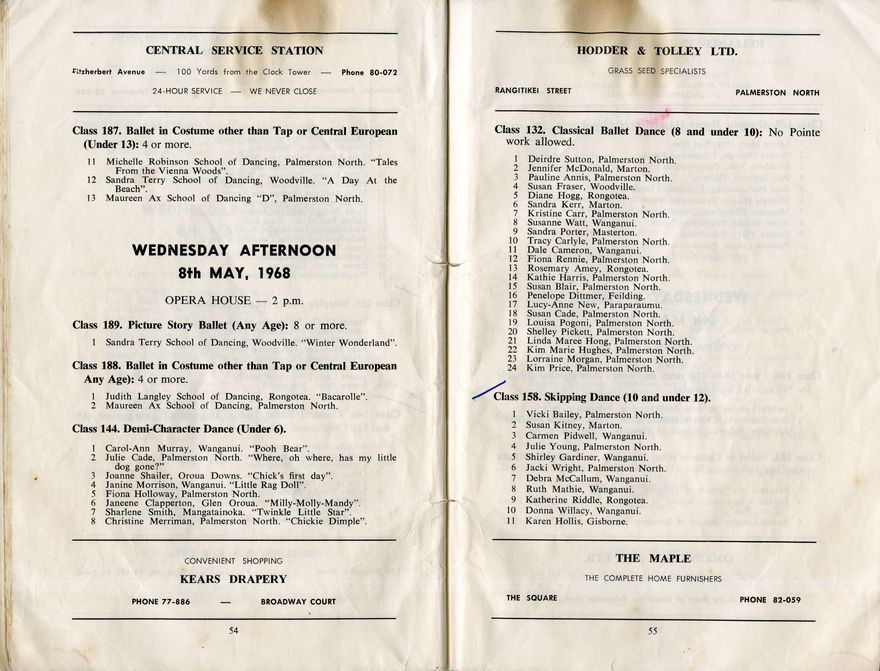 CENTRAL SERVICE STATION
Fitzherbert Avenue — 100 Yards from the Clock Tower — Phone 80-072
24-HOUR SERVICE — WE NEVER CLOSE
Class 187. Ballet in Costume other than Tap or Central European
(Under 13): 4 or more.
11 Michelle Robinson School of Dancing, Palmerston North. "Tales
From the Vienna Woods".
12 Sandra Terry School of Dancing, Woodville. "A Day At the
Beach".
13 Maureen Ax School of Dancing "D", Palmerston North.
WEDNESDAY AFTERNOON
8th MAY, 1968
OPERA HOUSE — 2 p.m.
Class 189. Picture Story Ballet (Any Age): 8 or more.
1 Sandra Terry School of Dancing, Woodville. "Winter Wonderland".
Class 188. Ballet in Costume other than Tap or Central European
Any Age): 4 or more.
1 Judith Langley School of Dancing, Rongotea. "Bacarolle".
2 Maureen Ax School of Dancing, Palmerston North.
Class 144. Demi-Character Dance (Under 6).
1 Carol-Ann Murray, Wanganui. "Pooh Bear".
2 Julie Cade, Palmerston North. "Where, oh where, has my little
dog gone?"
3 Joanne Shailer, Oroua Downs. "Chick's first day".
4 Janine Morrison, Wanganui. "Little Rag Doll".
5 Fiona Holloway, Palmerston North.
6 Janeene Clapperton, Glen Oroua. "Milly-Molly-Mandy".
7 Sharlene Smith, Mangatainoka. "Twinkle Little Star".
8 Christine Merriman, Palmerston North. "Chickie Dimple".
CONVENIENT SHOPPING
KEARS DRAPERY
PHONE 77-886 — BROADWAY COURT
54
HODDER & TOLLEY LTD.
GRASS SEED SPECIALISTS
RANGITIKEI STREET PALMERSTON NORTH
Class 132. Classical Ballet Dance (8 and under 10): No Pointe
work allowed.
1 Deirdre Sutton, Palmerston North.
2 Jennifer McDonald, Marton.
3 Pauline Annis, Palmerston North.
4 Susan Fraser, Woodville.
5 Diane Hogg, Rongotea.
6 Sandra Kerr, Marton.
7 Kristine Carr, Palmerston North.
8 Susanne Watt, Wanganui.
9 Sandra Porter, Masterton.
10 Tracy Carlyle, Palmerston North.
11 Dale Cameron, Wanganui.
12 Fiona Rennie, Palmerston North.
13 Rosemary Amey, Rongotea.
14 Kathie Harris, Palmerston North.
15 Susan Blair, Palmerston North.
16 Penelope Dittmer, Feilding.
17 Lucy-Anne New, Paraparaumu.
18 Susan Cade, Palmerston North.
19 Louisa Pogoni, Palmerston North.
20 Shelley Pickett, Palmerston North.
21 Linda Maree Hong, Palmerston North.
22 Kim Marie Hughes, Palmerston North.
23 Lorraine Morgan, Palmerston North.
24 Kim Price, Palmerston North.
Class 158. Skipping Dance (10 and under 12).
1 Vicki Bailey, Palmerston North.
2 Susan Kitney, Marton.
3 Carmen Pidwell, Wanganui.
4 Julie Young, Palmerston North.
5 Shirley Gardiner, Wanganui.
6 Jacki Wright, Palmerston North.
7 Debra McCallum, Wanganui.
8 Ruth Mathie, Wanganui.
9 Katherine Riddle, Rongotea.
10 Donna Willacy, Wanganui.
11 Karen Hollis, Gisborne.
THE MAPLE
THE COMPLETE HOME FURNISHERS
THE SQUARE PHONE 82-059
55